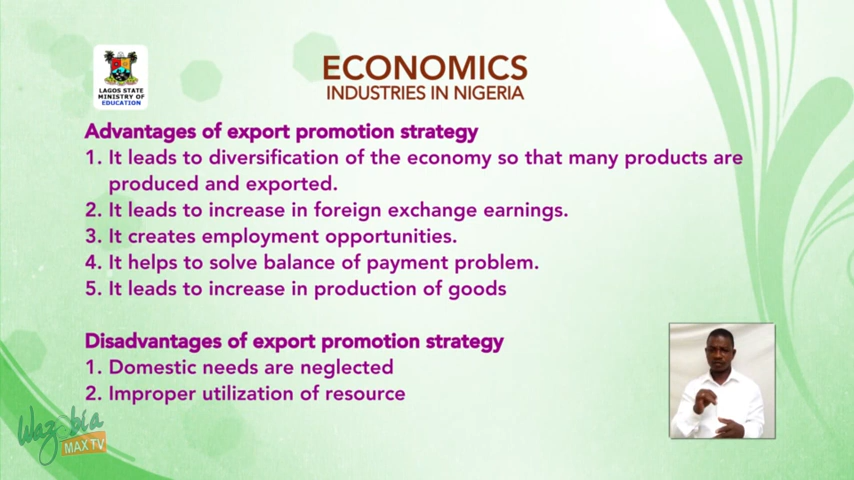 LAGOS STATE
MINISTRY OF
EDUCATION
ECONOMICS
INDUSTRIES IN NIGERIA
Advantages of export promotion strategy
1. It leads to diversification of the economy so that many products are
produced and exported.
2. It leads to increase in foreign exchange earnings.
3. It creates employment opportunities.
4. It helps to solve balance of payment problem.
5. It leads to increase in production of goods
Disadvantages of export promotion strategy
1. Domestic needs are neglected
2. Improper utilization of resource
Wazobia
MAX TV